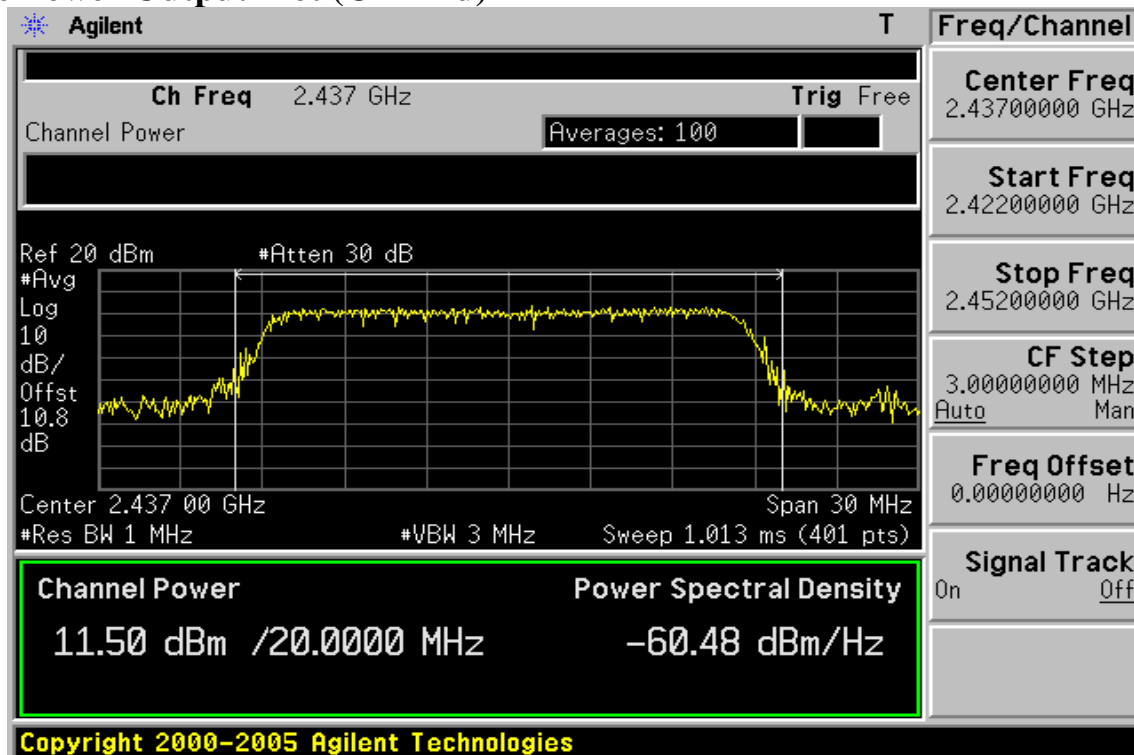 Agilent T Freq/Channel
Ch Freq 2.437 GHz Trig Free
Channel Power Averages: 100
Center Freq
2.43700000 GHz
Start Freq
2.42200000 GHz
Stop Freq
2.45200000 GHz
CF Step
3.00000000 MHz
Auto Man
Freq Offset
0.00000000 Hz
Signal Track
On Off
Ref 20 dBm #Atten 30 dB
#Avg
Log
10
dB/
Offst
10.8
dB
Center 2.437 00 GHz Span 30 MHz
#Res BW 1 MHz #VBW 3 MHz Sweep 1.013 ms (401 pts)
Channel Power Power Spectral Density
11.50 dBm /20.0000 MHz -60.48 dBm/Hz
Copyright 2000-2005 Agilent Technologies